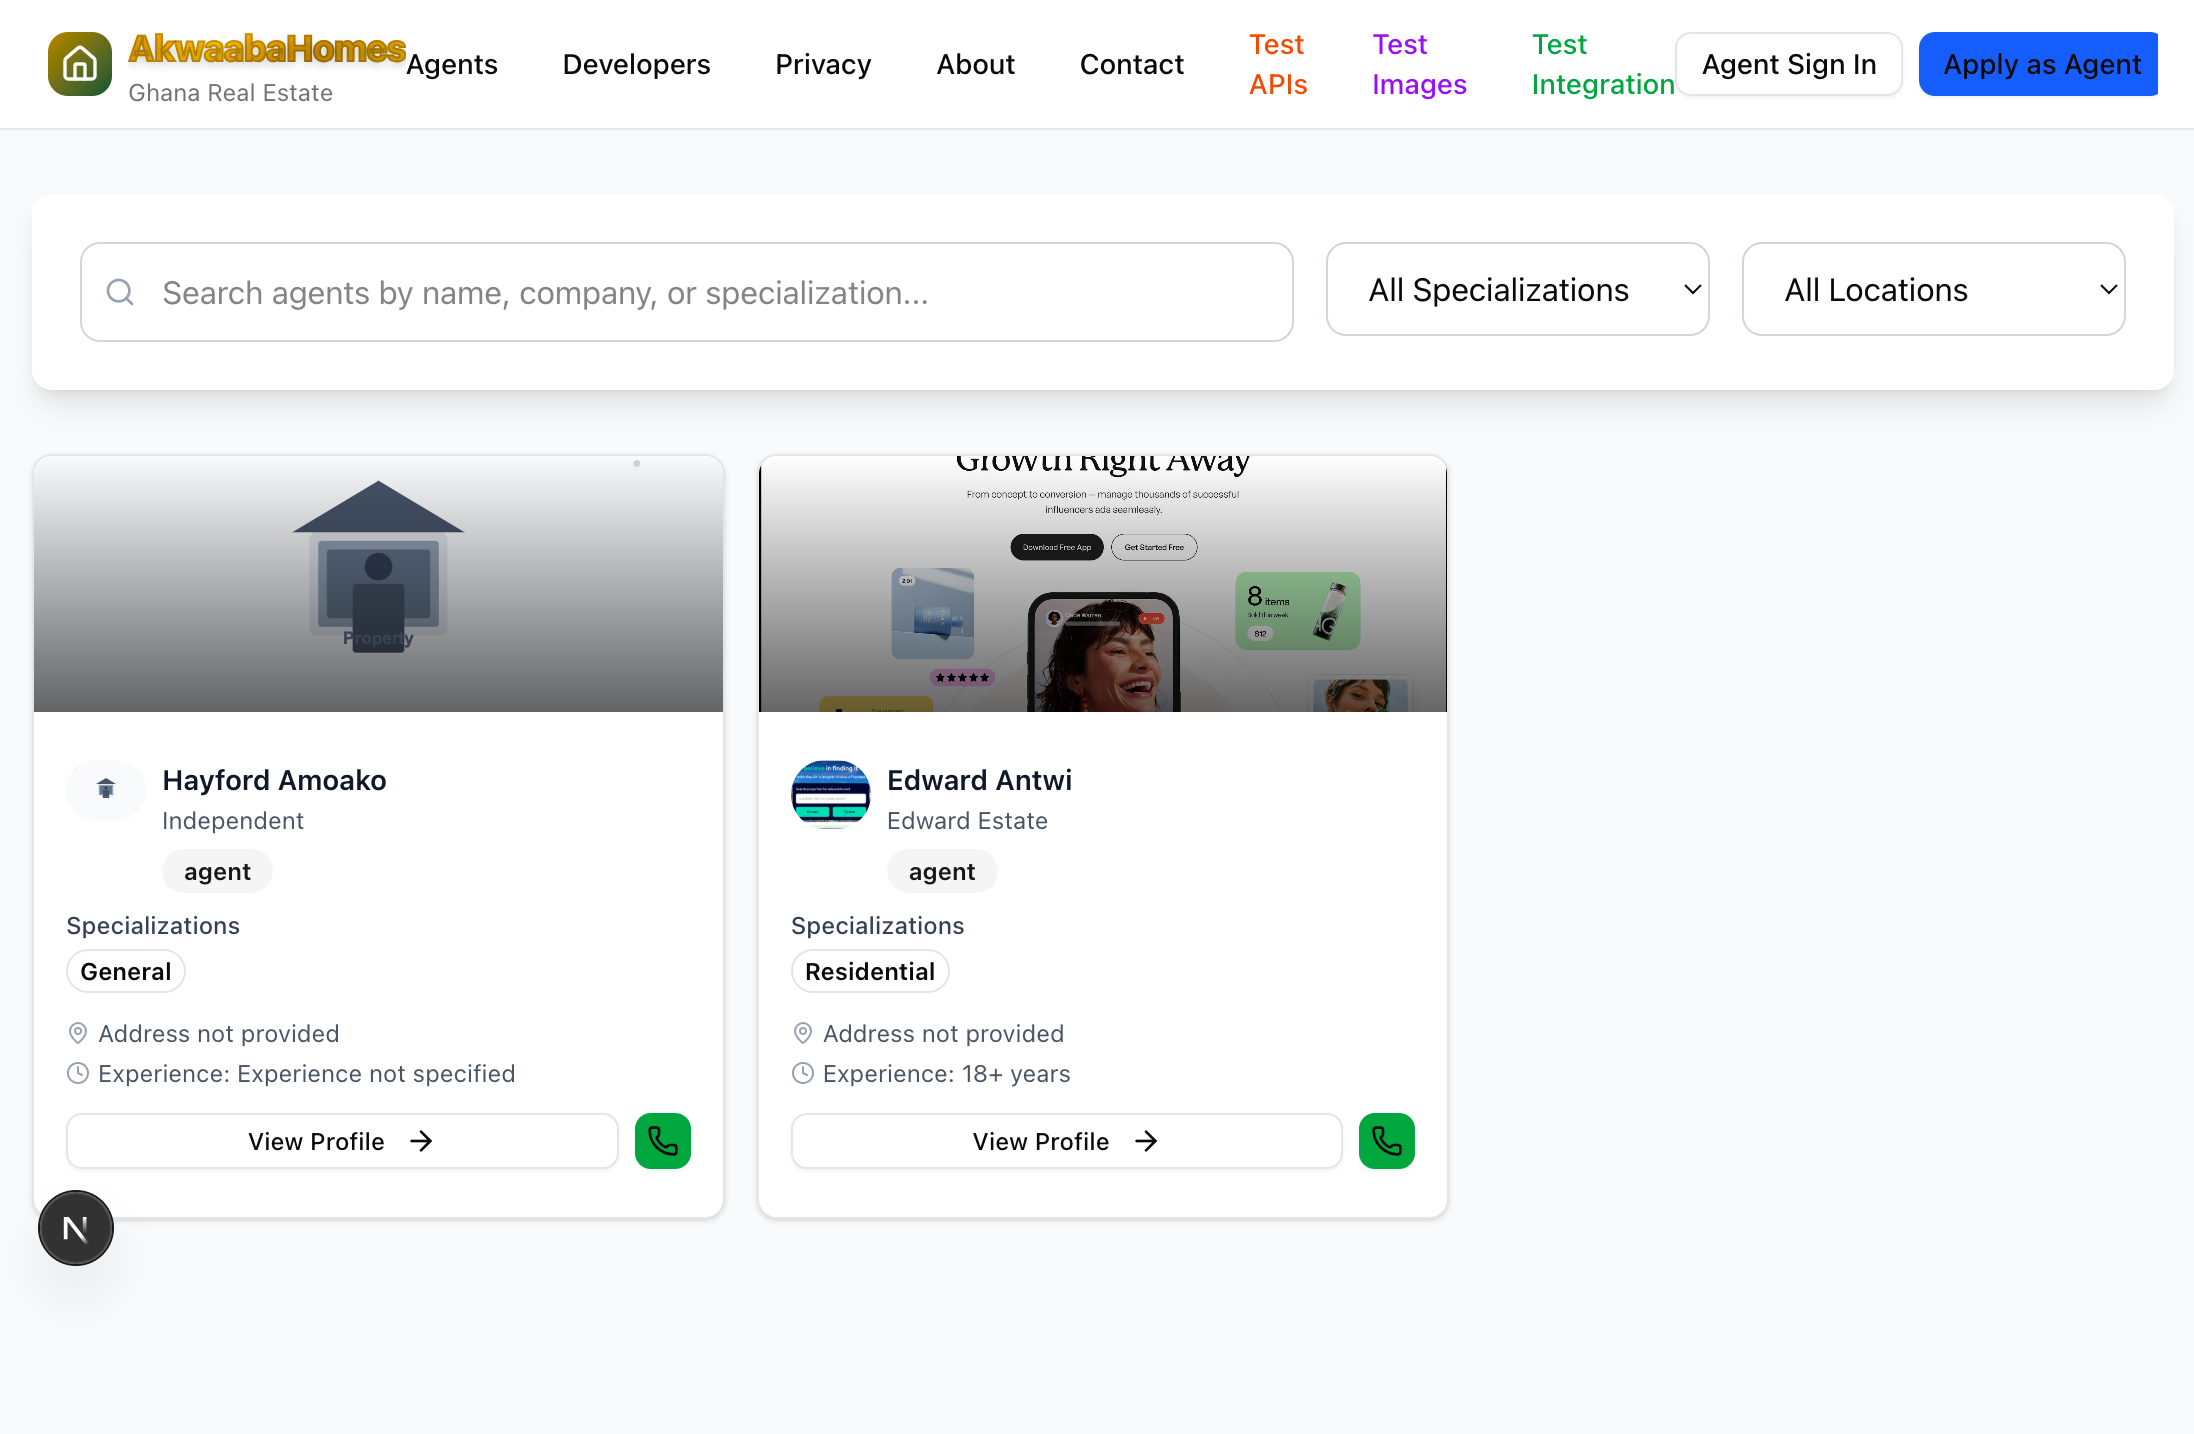 AkwaabaHomes
Ghana Real Estate
Agents
Developers
Privacy
About
Contact
Test
APIs
Test
Images
Test
Integration
Agent Sign In
Apply as Agent
Search agents by name, company, or specialization...
All Specializations
All Locations
Property
Hayford Amoako
Independent
agent
Specializations
General
Address not provided
Experience: Experience not specified
View Profile →
Growth Right Away
From concept to conversion — manage thousands of successful
influencers ads seamlessly.
Download Free App
Get Started Free
8 items
Sold this week
$12
Edward Antwi
Edward Estate
agent
Specializations
Residential
Address not provided
Experience: 18+ years
View Profile →
N